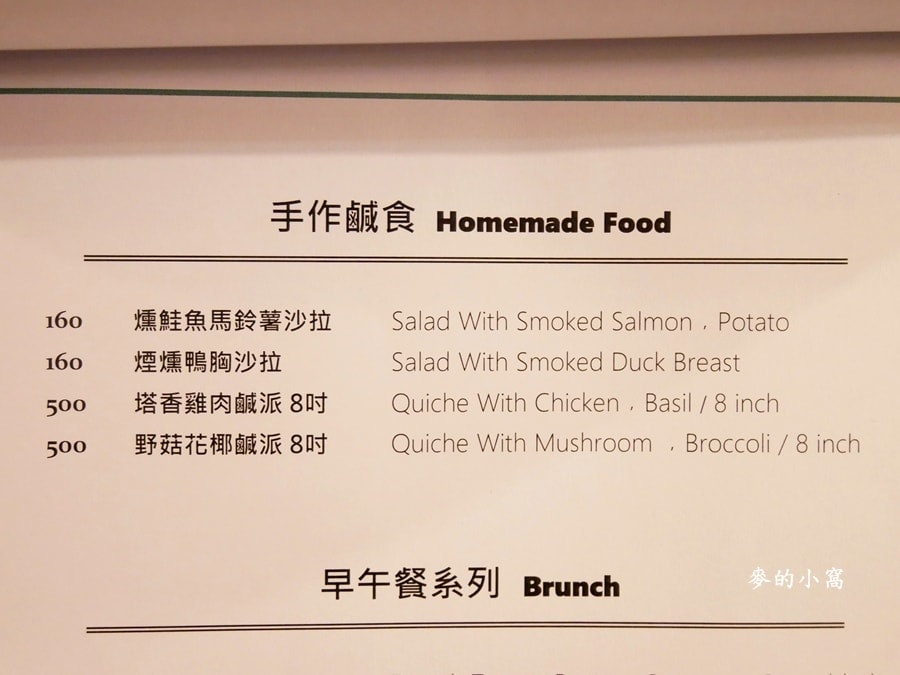 手作鹹食 Homemade Food
160 燻鮭魚馬鈴薯沙拉 Salad With Smoked Salmon , Potato
160 煙燻鴨胸沙拉 Salad With Smoked Duck Breast
500 塔香雞肉鹹派 8吋 Quiche With Chicken , Basil / 8 inch
500 野菇花椰鹹派 8吋 Quiche With Mushroom , Broccoli / 8 inch
早午餐系列 Brunch
麥的小窩